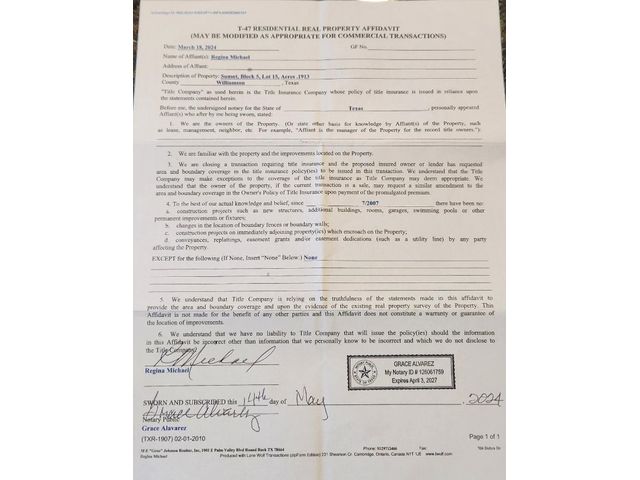 T-47 RESIDENTIAL REAL PROPERTY AFFIDAVIT
(MAY BE MODIFIED AS APPROPRIATE FOR COMMERCIAL TRANSACTIONS)
Date: March 18, 2024 GF No.
Name of Affiant(s): Regina Michael
Address of Affiant:
Description of Property: Sunset, Block 5, Lot 15, Acres .1913
County Williamson , Texas
"Title Company" as used herein is the Title Insurance Company whose policy of title insurance is issued in reliance upon
the statements contained herein.
Before me, the undersigned notary for the State of Texas , personally appeared
Affiant(s) who after by me being sworn, stated:
1. We are the owners of the Property. (Or state other basis for knowledge by Affiant(s) of the Property, such
as lease, management, neighbor, etc. For example, "Affiant is the manager of the Property for the record title owners."):
2. We are familiar with the property and the improvements located on the Property.
3. We are closing a transaction requiring title insurance and the proposed insured owner or lender has requested
area and boundary coverage in the title insurance policy(ies) to be issued in this transaction. We understand that the Title
Company may make exceptions to the coverage of the title insurance as Title Company may deem appropriate. We
understand that the owner of the property, if the current transaction is a sale, may request a similar amendment to the
area and boundary coverage in the Owner's Policy of Title Insurance upon payment of the promulgated premium.
4. To the best of our actual knowledge and belief, since 7/2007 there have been no:
a. construction projects such as new structures, additional buildings, rooms, garages, swimming pools or other
permanent improvements or fixtures;
b. changes in the location of boundary fences or boundary walls;
c. construction projects on immediately adjoining property(ies) which encroach on the Property;
d. conveyances, replattings, easement grants and/or easement dedications (such as a utility line) by any party
affecting the Property.
EXCEPT for the following (If None, Insert "None" Below:) None
5. We understand that Title Company is relying on the truthfulness of the statements made in this affidavit to
provide the area and boundary coverage and upon the evidence of the existing real property survey of the Property. This
Affidavit is not made for the benefit of any other parties and this Affidavit does not constitute a warranty or guarantee of
the location of improvements.
6. We understand that we have no liability to Title Company that will issue the policy(ies) should the information
in this Affidavit be incorrect other than information that we personally know to be incorrect and which we do not disclose to
the Title Company.
R Michael
Regina Michael
GRACE ALVAREZ
My Notary ID # 126061759
Expires April 3, 2027
SWORN AND SUBSCRIBED this 14th day of May , 2024
Grace Alvarez
Notary Public
Grace Alavarez
(TXR-1907) 02-01-2010 Page 1 of 1
Regina Michael